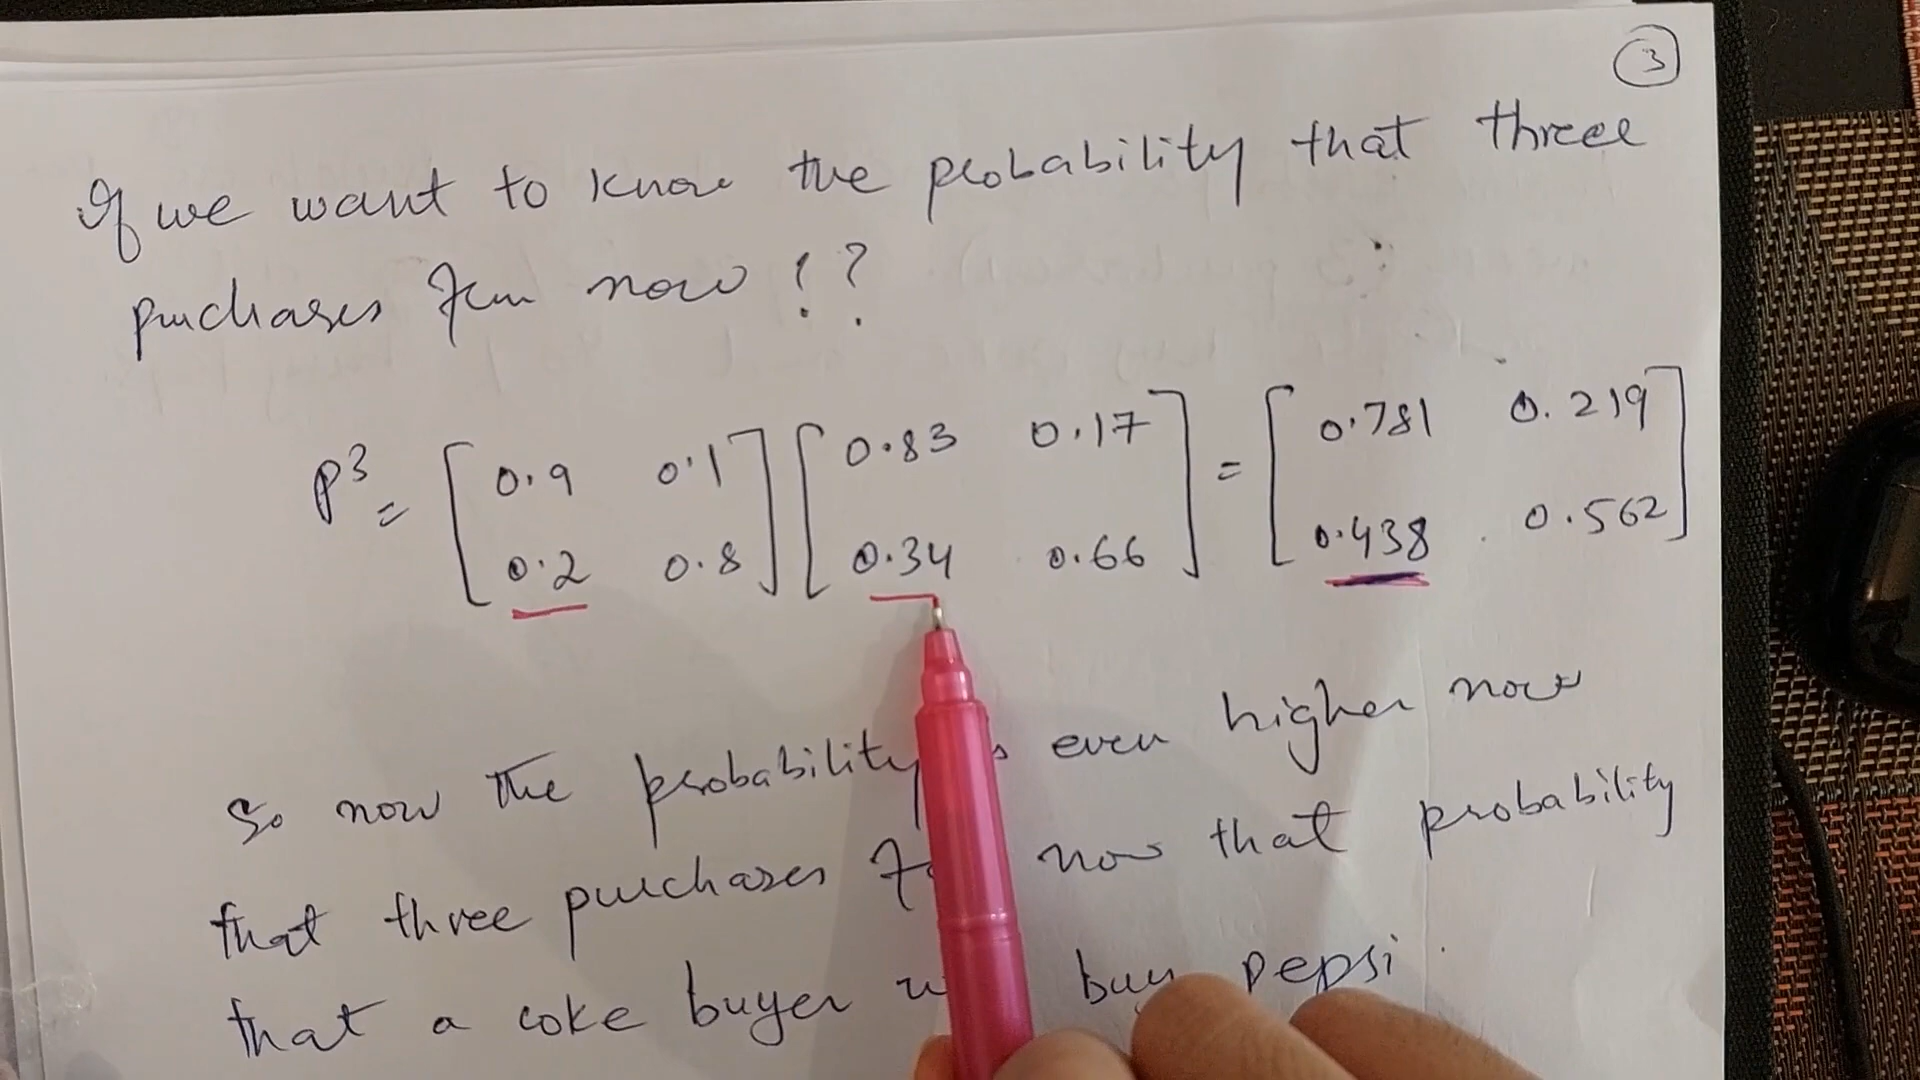 3
If we want to know the probability that three
purchases from now !?
P³ = [ 0.9 0.1 ] [ 0.83 0.17 ] = [ 0.781 0.219 ]
[ 0.2 0.8 ] [ 0.34 0.66 ] [ 0.438 0.562 ]
So now the probability even higher now
that three purchases now that probability
that a coke buyer buy pepsi.